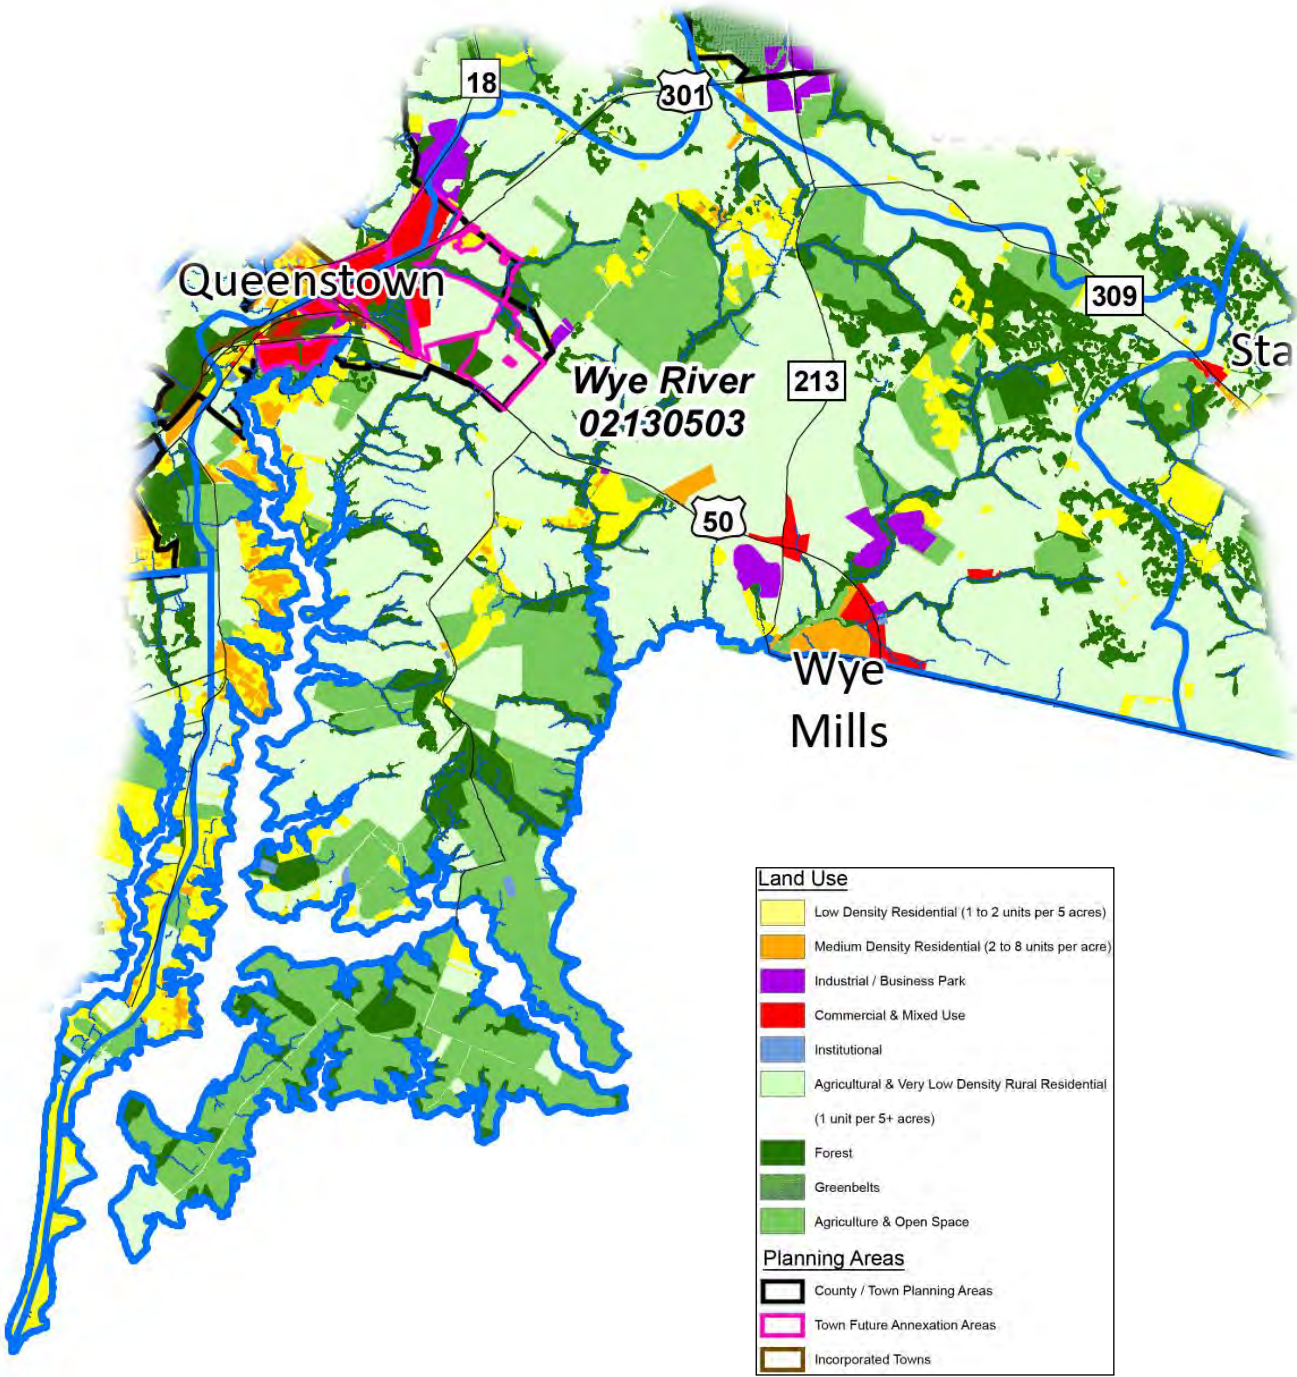 18
301
Queenstown
309
Sta
Wye River
02130503
213
50
Wye
Mills
Land Use
Low Density Residential (1 to 2 units per 5 acres)
Medium Density Residential (2 to 8 units per acre)
Industrial / Business Park
Commercial & Mixed Use
Institutional
Agricultural & Very Low Density Rural Residential
(1 unit per 5+ acres)
Forest
Greenbelts
Agriculture & Open Space
Planning Areas
County / Town Planning Areas
Town Future Annexation Areas
Incorporated Towns